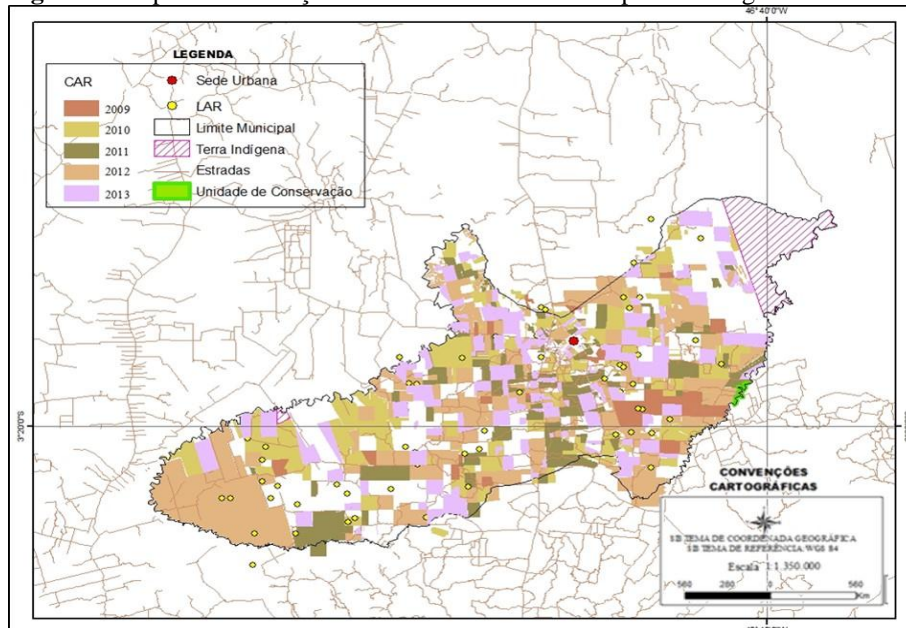 46°40'0"W
LEGENDA
CAR
2009
2010
2011
2012
2013
Sede Urbana
LAR
Limite Municipal
Terra Indígena
Estradas
Unidade de Conservação
3°20'0"S
CONVENÇÕES
CARTOGRÁFICAS
SISTEMA DE COORDENADA GEOGRÁFICA
SISTEMA DE REFERÊNCIA: WGS 84
Escala 1:1.350.000
560 280 0 560
Km